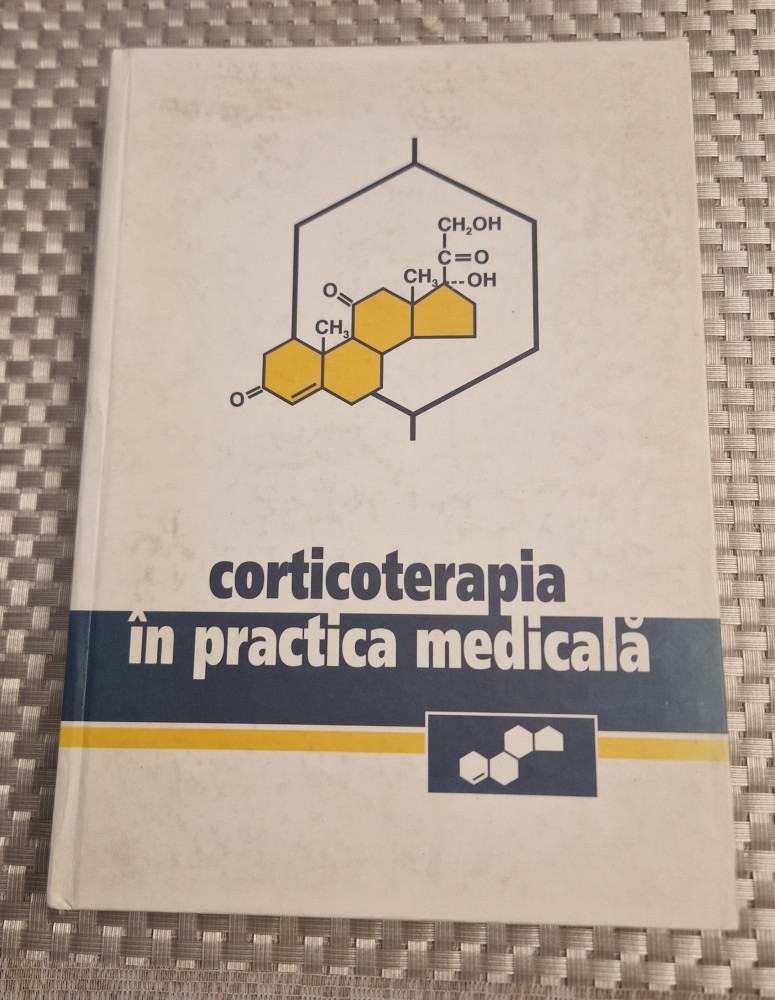 CH₂OH
C=O
CH₃ ---OH
O
CH₃
O
corticoterapia
în practica medicală